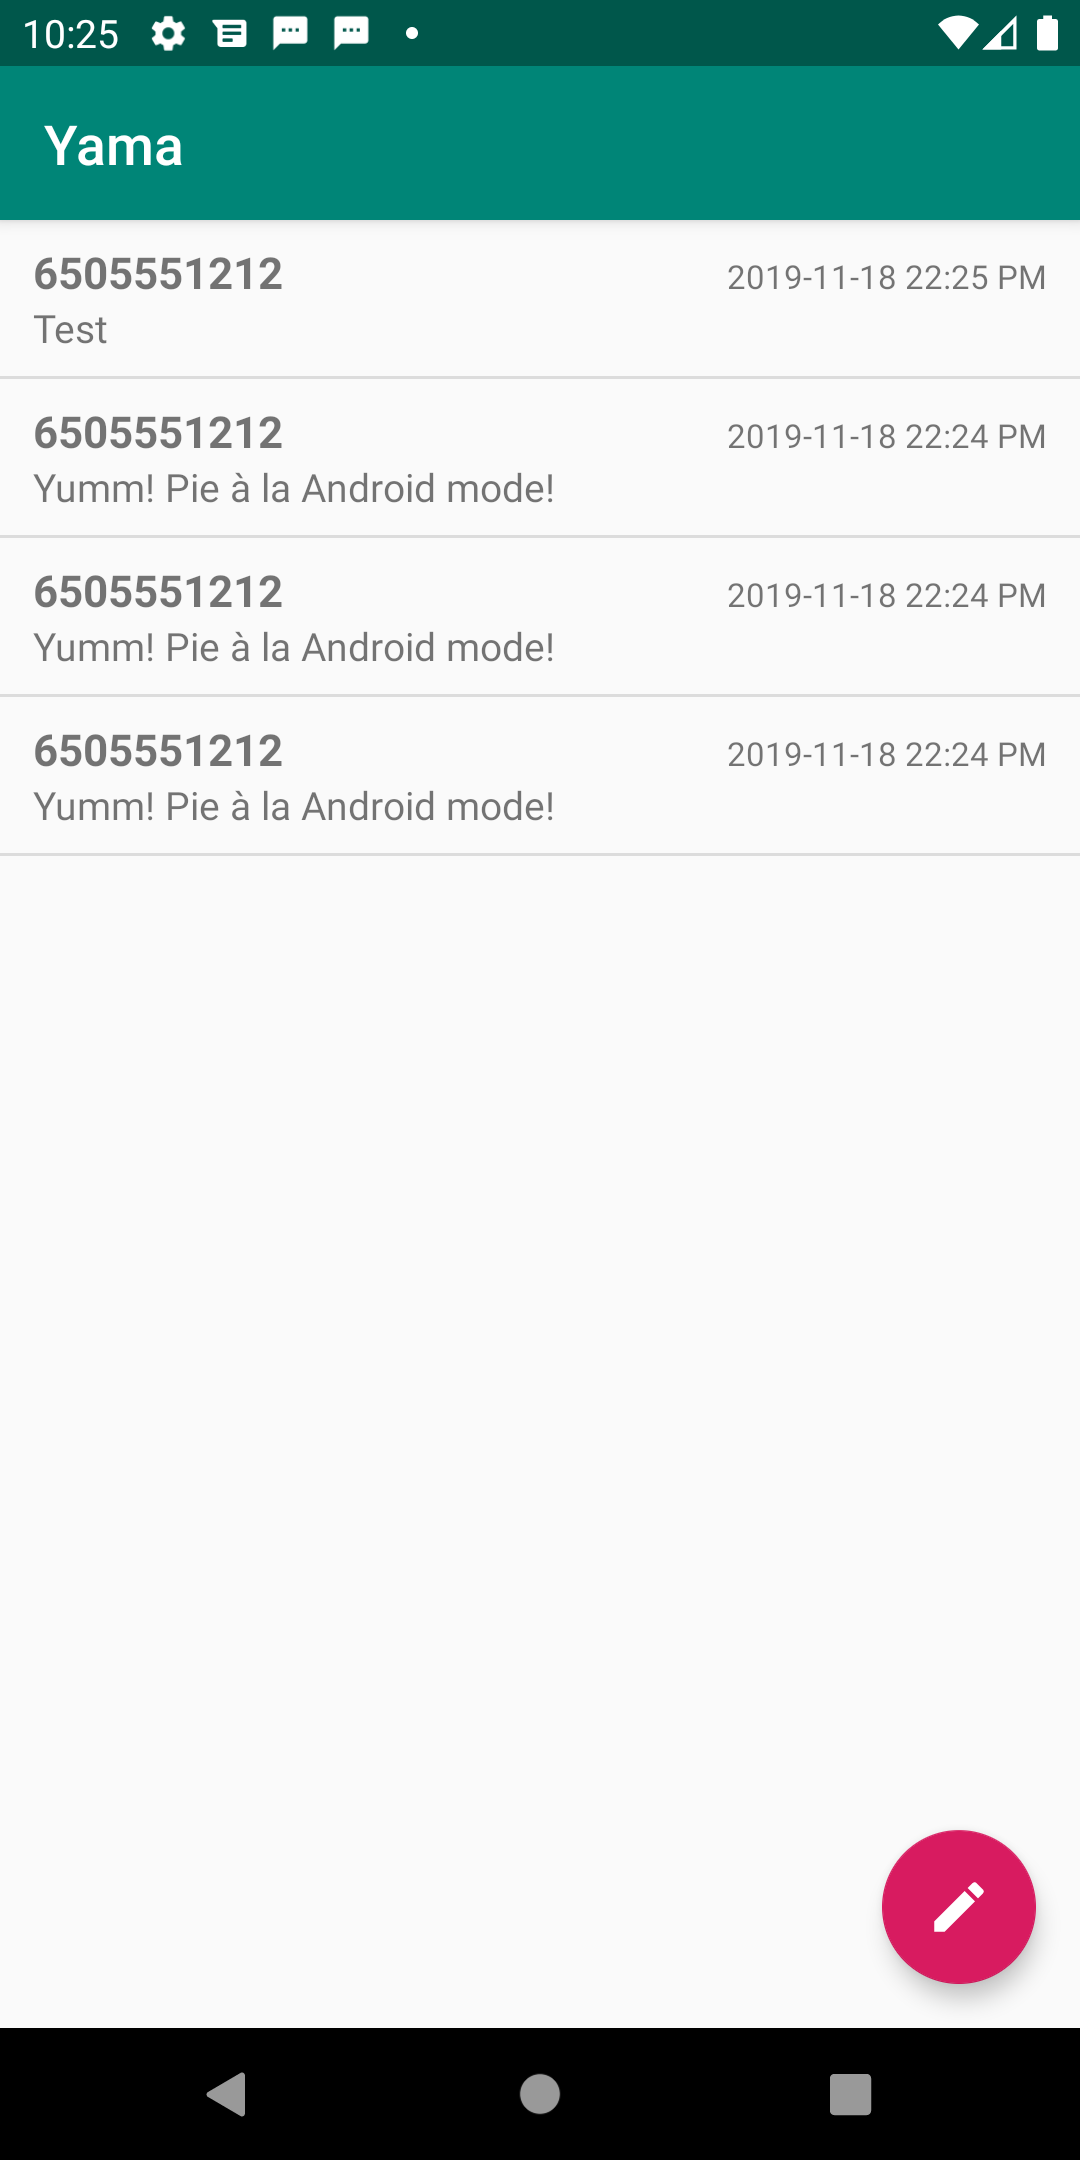 10:25
Yama
6505551212 2019-11-18 22:25 PM
Test
6505551212 2019-11-18 22:24 PM
Yumm! Pie à la Android mode!
6505551212 2019-11-18 22:24 PM
Yumm! Pie à la Android mode!
6505551212 2019-11-18 22:24 PM
Yumm! Pie à la Android mode!